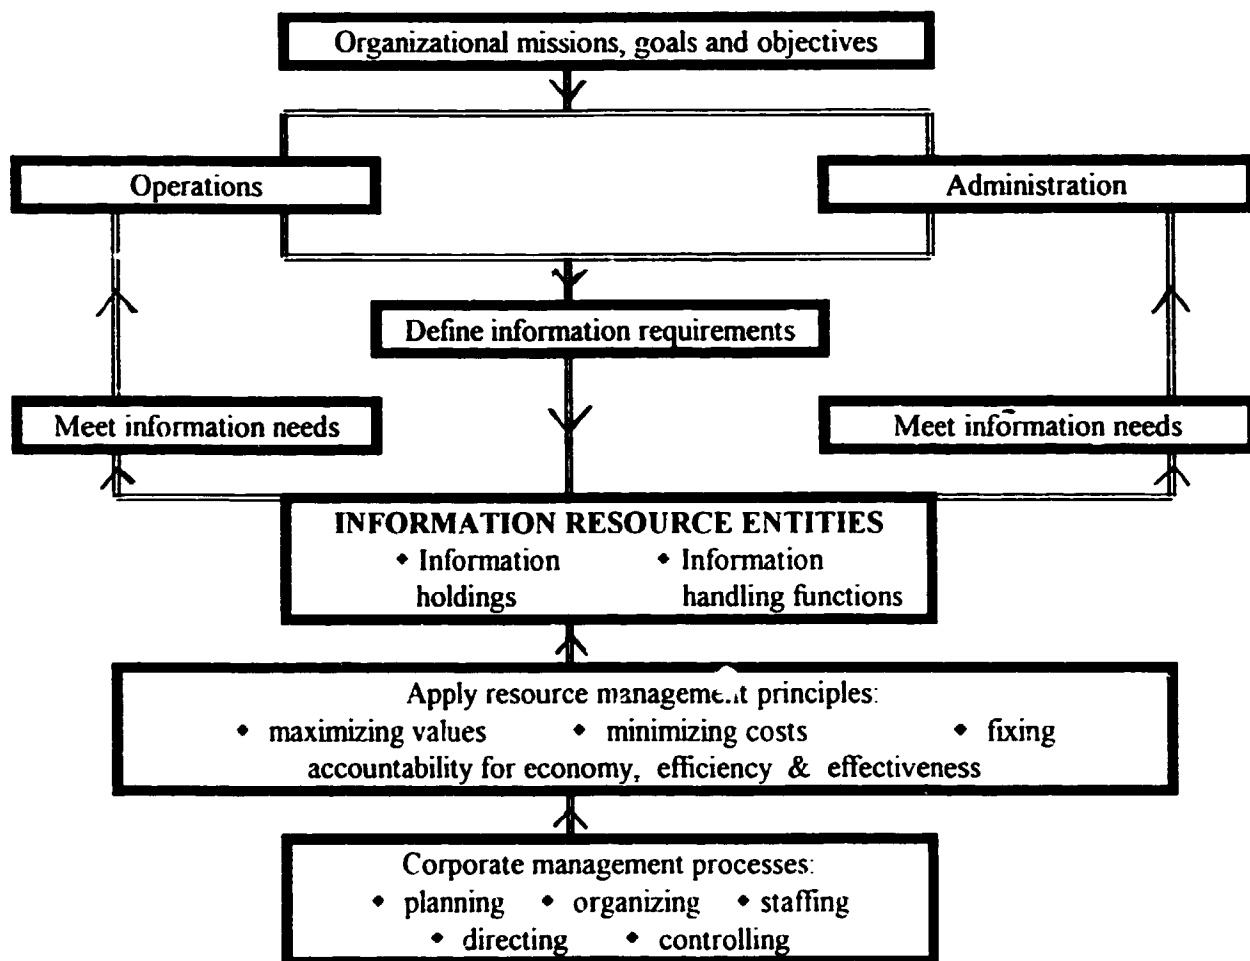 Organizational missions, goals and objectives
Operations
Administration
Define information requirements
Meet information needs
Meet information needs
INFORMATION RESOURCE ENTITIES
• Information holdings
• Information handling functions
Apply resource management principles:
• maximizing values • minimizing costs • fixing
accountability for economy, efficiency & effectiveness
Corporate management processes:
• planning • organizing • staffing
• directing • controlling